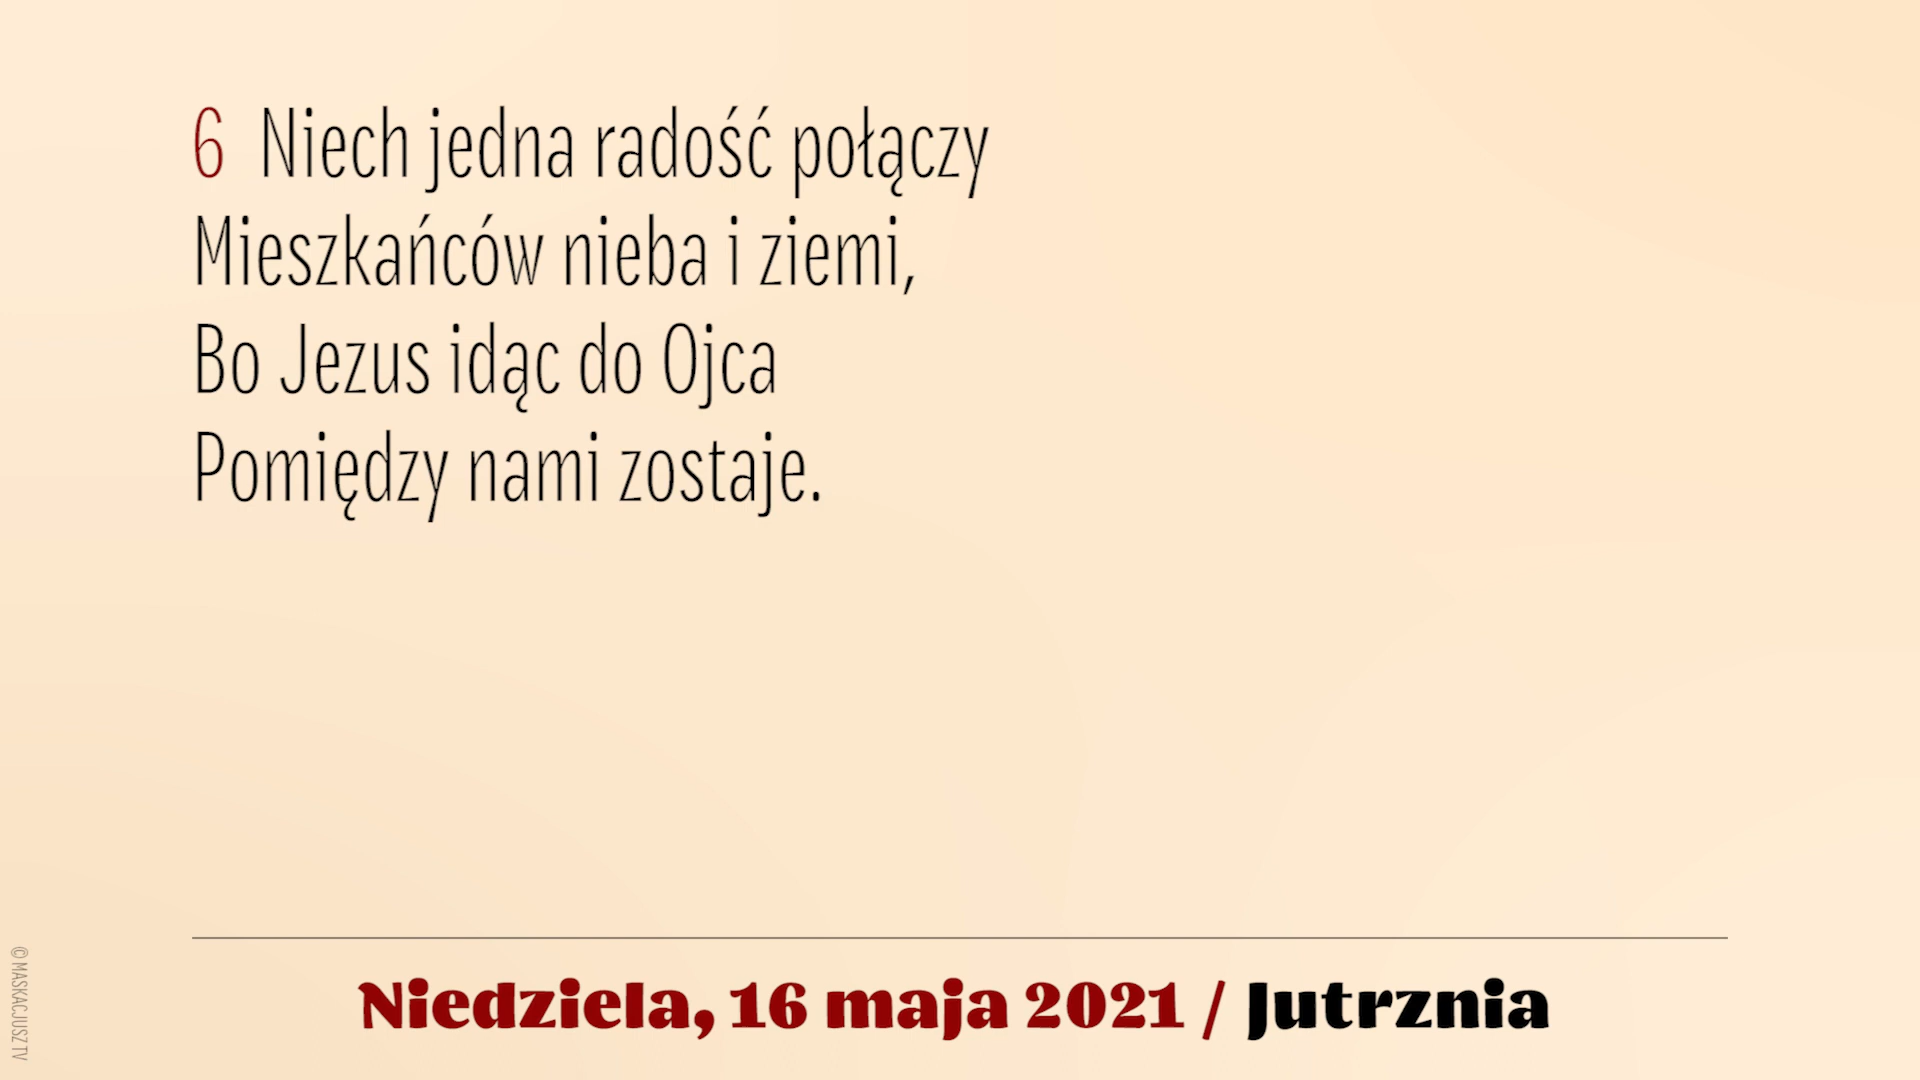 6 Niech jedna radość połączy
Mieszkańców nieba i ziemi,
Bo Jezus idąc do Ojca
Pomiędzy nami zostaje.
Niedziela, 16 maja 2021 / Jutrznia
© MASKACJUSZ TV